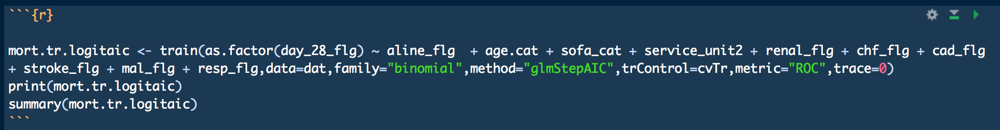 ```{r}
mort.tr.logitaic <- train(as.factor(day_28_flg) ~ aline_flg  + age.cat + sofa_cat + service_unit2 + renal_flg + chf_flg + cad_flg
+ stroke_flg + mal_flg + resp_flg,data=dat,family="binomial",method="glmStepAIC",trControl=cvTr,metric="ROC",trace=0)
print(mort.tr.logitaic)
summary(mort.tr.logitaic)
```